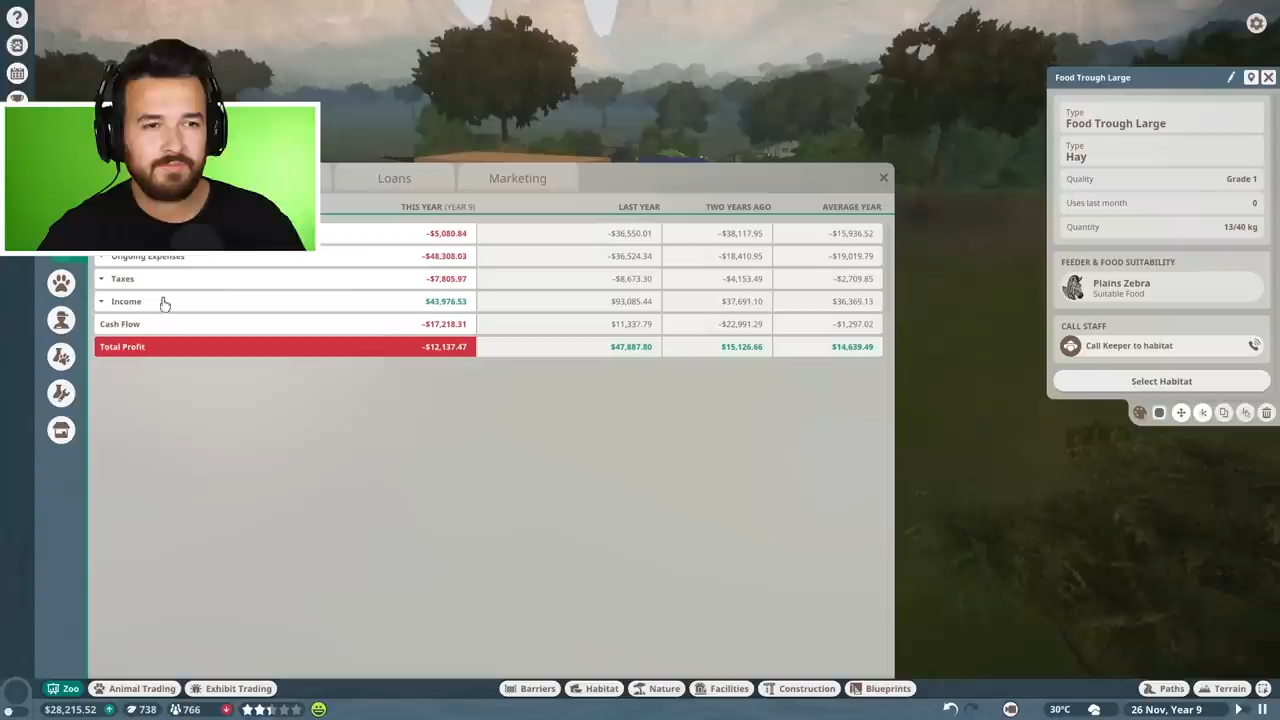 Food Trough Large
Type
Food Trough Large
Type
Hay
Quality Grade 1
Uses last month 0
Quantity 13/40 kg
FEEDER & FOOD SUITABILITY
Plains Zebra
Suitable Food
CALL STAFF
Call Keeper to habitat
Select Habitat
Loans Marketing
THIS YEAR (YEAR 9) LAST YEAR TWO YEARS AGO AVERAGE YEAR
-$5,080.84 -$36,550.01 -$38,117.95 -$15,936.52
Ongoing Expenses -$48,308.03 -$36,524.34 -$18,410.95 -$19,019.79
Taxes -$7,805.97 -$8,673.30 -$4,153.49 -$2,709.85
Income $43,976.53 $93,085.44 $37,691.10 $36,369.13
Cash Flow -$17,218.31 $11,337.79 -$22,991.29 -$1,297.02
Total Profit -$12,137.47 $47,887.80 $15,126.66 $14,639.49
Zoo Animal Trading Exhibit Trading Barriers Habitat Nature Facilities Construction Blueprints Paths Terrain
$28,215.52 738 766 30°C 26 Nov, Year 9